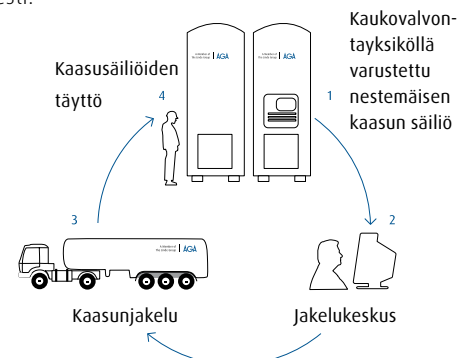 Kaukovalvon-
tayksiköllä
varustettu
nestemäisen
kaasun säiliö
Kaasusäiliöiden
täyttö
4
1
AGA
AGA
3
2
AGA
Kaasunjakelu
Jakelukeskus